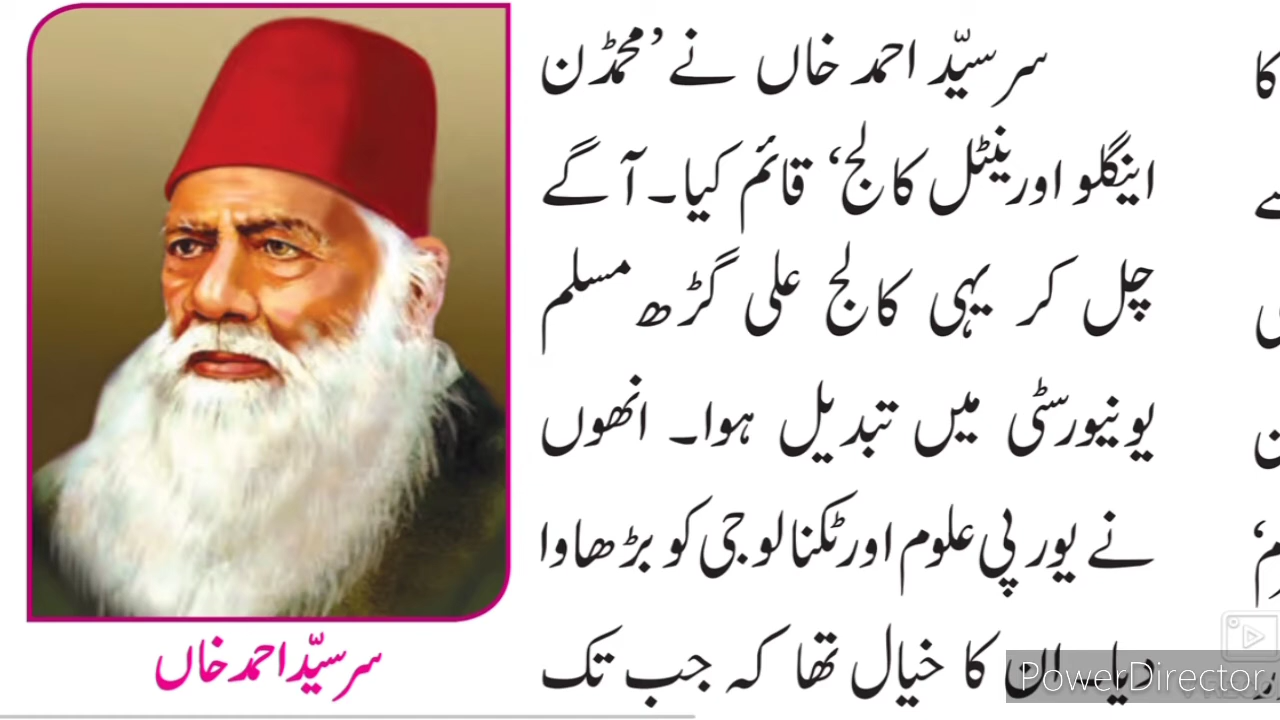 سر سیّد احمد خاں نے ’محمڈن
اینگلو اورینٹل کالج‘ قائم کیا۔ آگے
چل کر یہی کالج علی گڑھ مسلم
یونیورسٹی میں تبدیل ہوا۔ انھوں
نے یورپی علوم اور ٹکنالوجی کو بڑھاوا
دیا۔ ان کا خیال تھا کہ جب تک
سر سیّد احمد خاں
کا
PowerDirector